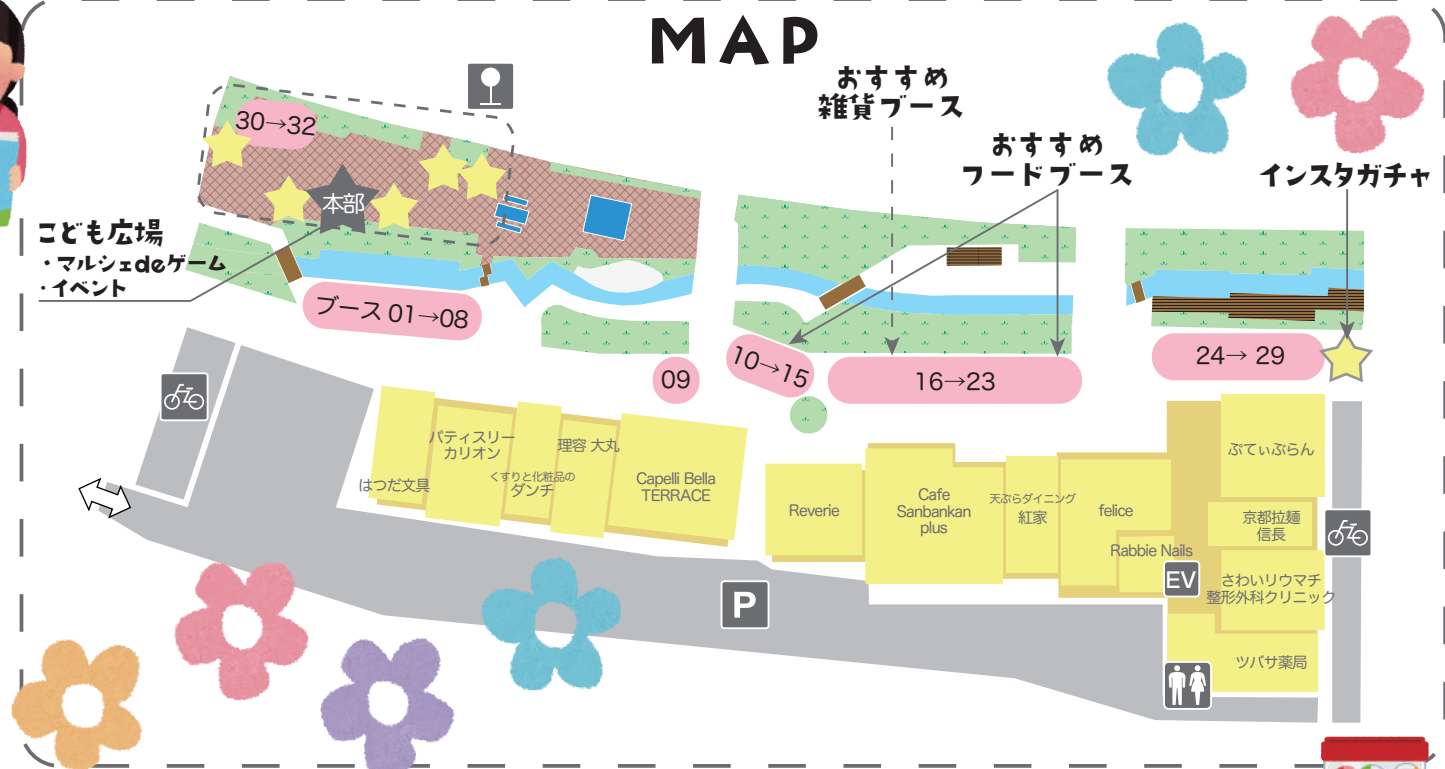 MAP
おすすめ
雑貨ブース
おすすめ
フードブース
インスタガチャ
30→32
本部
こども広場
・マルシェdeゲーム
・イベント
ブース 01→08
09
10→15
16→23
24→ 29
はつだ文具
パティスリー
カリオン
くすりと化粧品の
ダンチ
理容 大丸
Capelli Bella
TERRACE
Reverie
Cafe
Sanbankan
plus
天ぷらダイニング
紅家
felice
Rabbie Nails
EV
ぷてぃぶらん
京都拉麺
信長
さわいリウマチ
整形外科クリニック
ツバサ薬局
P